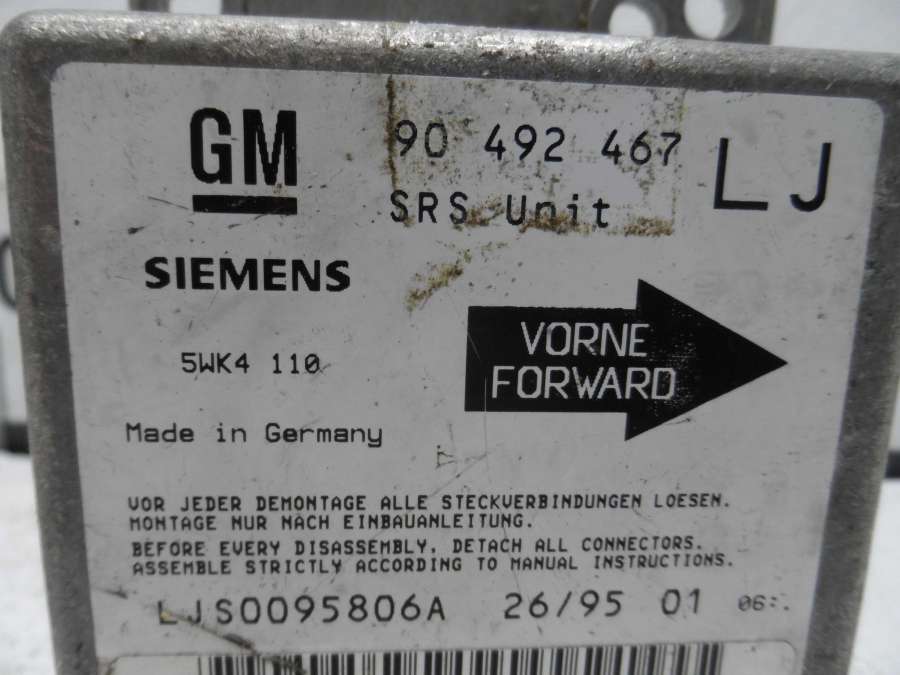 GM
90 492 467
LJ
SRS Unit
SIEMENS
VORNE
FORWARD
5WK4 110
Made in Germany
VOR JEDER DEMONTAGE ALLE STECKVERBINDUNGEN LOESEN.
MONTAGE NUR NACH EINBAUANLEITUNG.
BEFORE EVERY DISASSEMBLY, DETACH ALL CONNECTORS.
ASSEMBLE STRICTLY ACCORDING TO MANUAL INSTRUCTIONS.
LJS0095806A 26/95 01